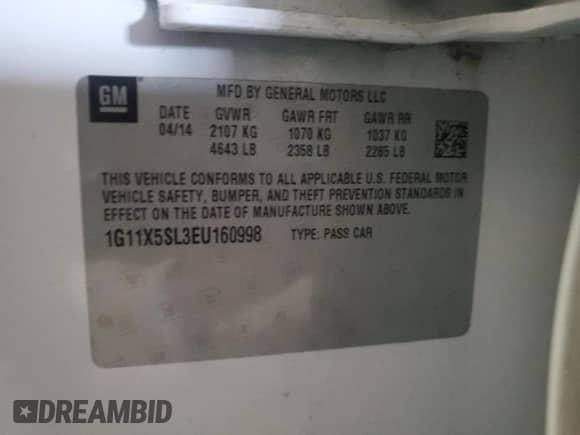 GM
MFD BY GENERAL MOTORS LLC
DATE GVWR GAWR FRT GAWR RR
04/14 2107 KG 1070 KG 1037 KG
4643 LB 2358 LB 2285 LB
THIS VEHICLE CONFORMS TO ALL APPLICABLE U.S. FEDERAL MOTOR
VEHICLE SAFETY, BUMPER, AND THEFT PREVENTION STANDARDS IN
EFFECT ON THE DATE OF MANUFACTURE SHOWN ABOVE.
1G11X5SL3EU160998 TYPE: PASS CAR
DREAMBID